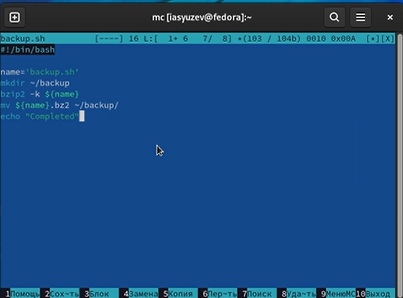 mc [iasyuzev@fedora]:~
backup.sh [----] 16 L:[ 1+ 6 7/ 8] *(103 / 104b) 0010 0x00A [*][X]
#!/bin/bash
name='backup.sh'
mkdir ~/backup
bzip2 -k ${name}
mv ${name}.bz2 ~/backup/
echo "Completed"
1Помощь 2Сох~ть 3Блок 4Замена 5Копия 6Пер~ть 7Поиск 8Уда~ть 9МенюMC 10Выход